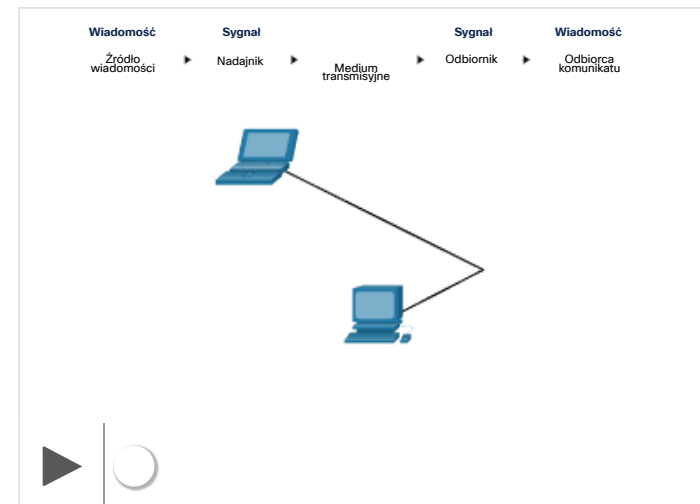 Wiadomość Sygnał Sygnał Wiadomość
Źródło
wiadomości
Nadajnik
Medium
transmisyjne
Odbiornik
Odbiorca
komunikatu